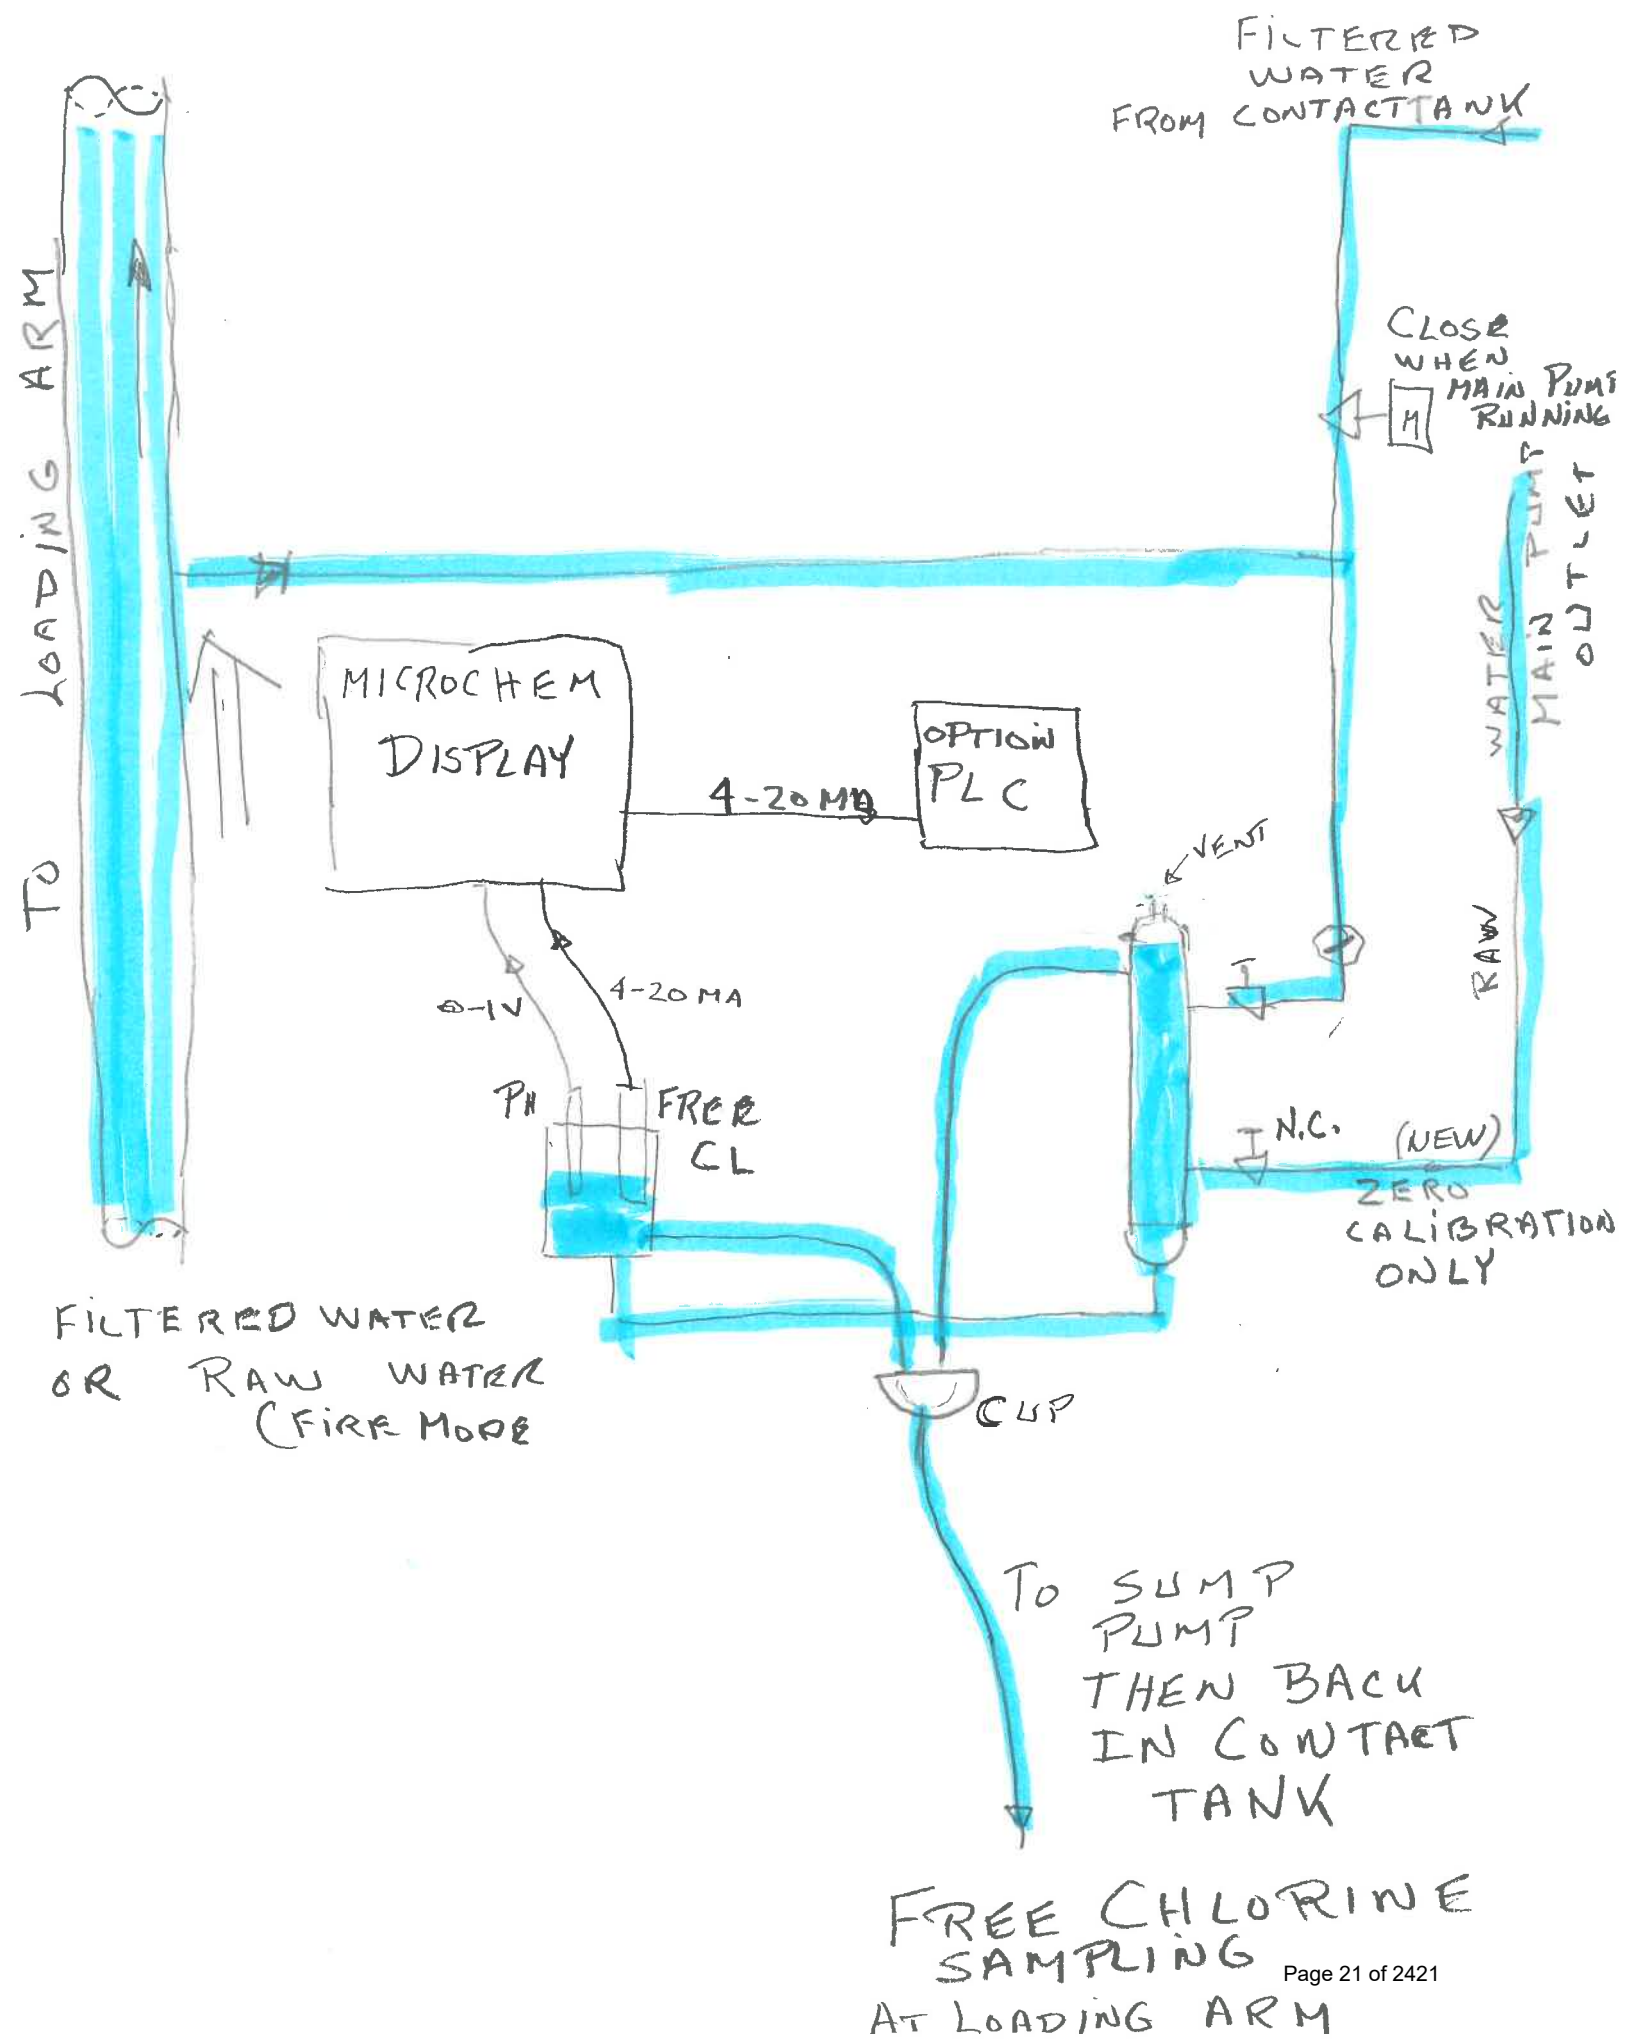 FILTERED
WATER
FROM CONTACT TANK
CLOSE
WHEN
MAIN PUMP
RUNNING
M
TO LOADING ARM
RAW WATER
MAIN PUMP
OUTLET
MICROCHEM
DISPLAY
4-20 MA
OPTION
PLC
VENT
0-1V
4-20 MA
PH
FREE
CL
N.C.
(NEW)
ZERO
CALIBRATION
ONLY
FILTERED WATER
OR RAW WATER
(FIRE MODE
CUP
TO SUMP
PUMP
THEN BACK
IN CONTACT
TANK
FREE CHLORINE
SAMPLING
Page 21 of 2421
AT LOADING ARM